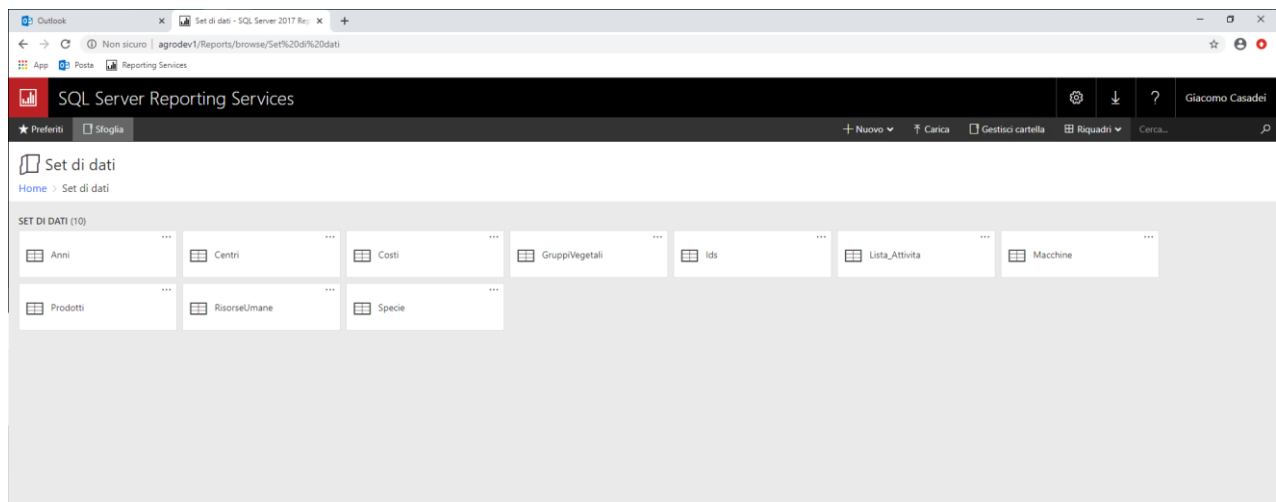 Outlook
Set di dati - SQL Server 2017 Rep
Non sicuro | agrodev1/Reports/browse/Set%20di%20dati
App Posta Reporting Services
SQL Server Reporting Services
? Giacomo Casadei
Preferiti Sfoglia
Nuovo Carica Gestisci cartella Riquadri Cerca...
Set di dati
Home > Set di dati
SET DI DATI (10)
Anni Centri Costi GruppiVegetali Ids Lista_Attivita Macchine
Prodotti RisorseUmane Specie